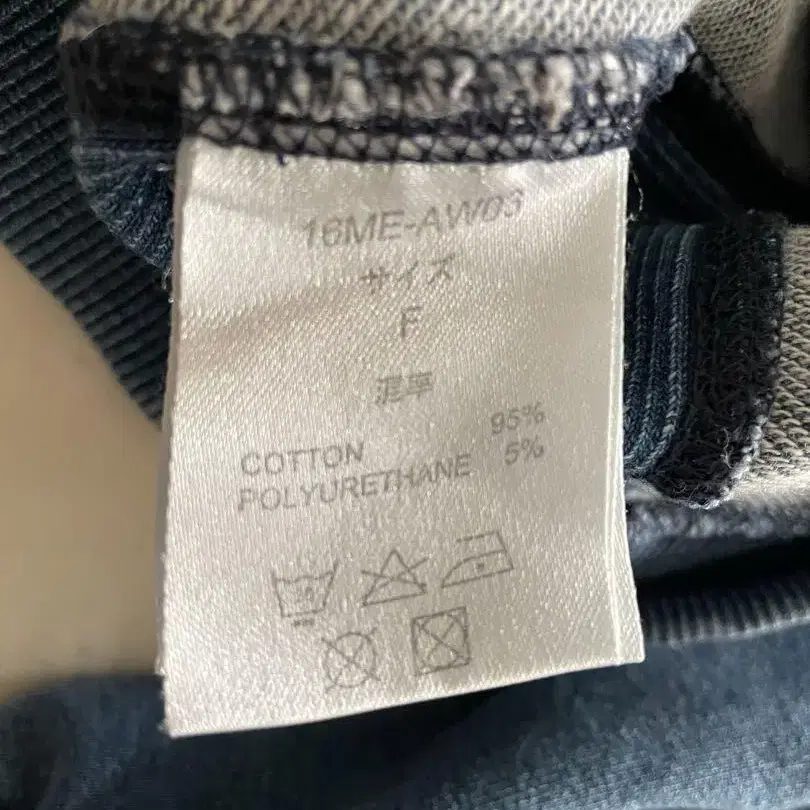 16ME-AW03
サイズ
F
混率
COTTON 95%
POLYURETHANE 5%